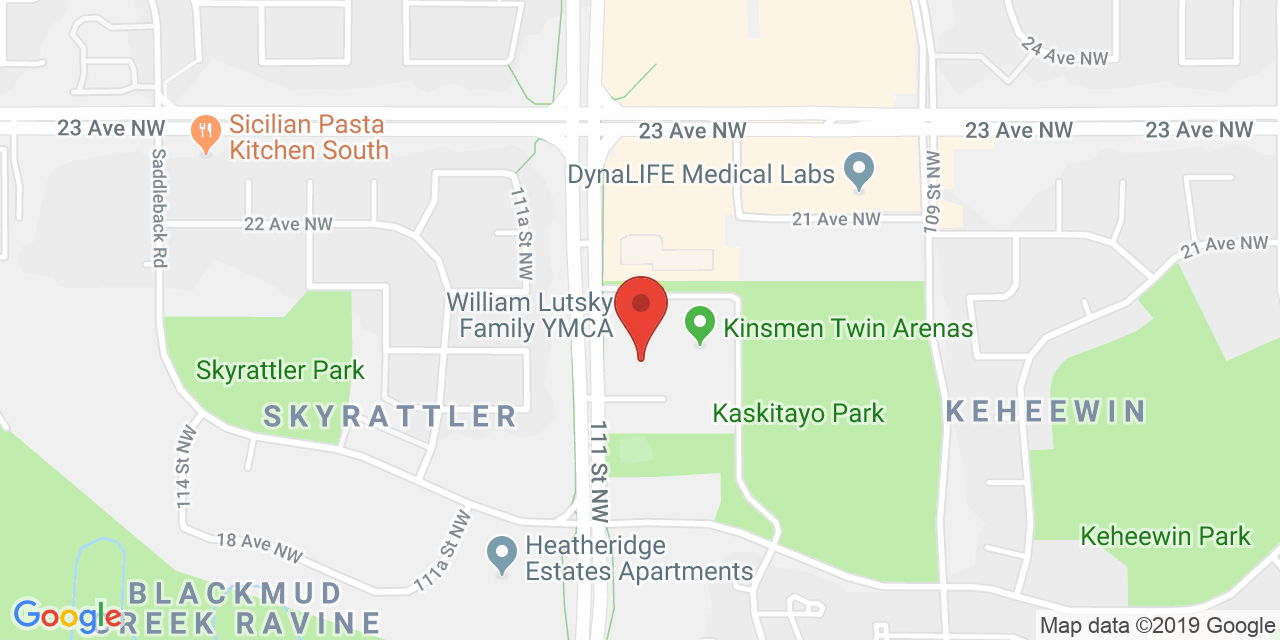 24 Ave NW
23 Ave NW
Sicilian Pasta
Kitchen South
23 Ave NW
23 Ave NW
23 Ave NW
Saddleback Rd
DynaLIFE Medical Labs
109 St NW
111a St NW
22 Ave NW
21 Ave NW
21 Ave NW
William Lutsky
Family YMCA
Kinsmen Twin Arenas
Skyrattler Park
SKYRATTLER
Kaskitayo Park
KEHEEWIN
114 St NW
111 St NW
111a St NW
18 Ave NW
Heatheridge
Estates Apartments
Keheewin Park
BLACKMUD
CREEK RAVINE
Google
Map data ©2019 Google